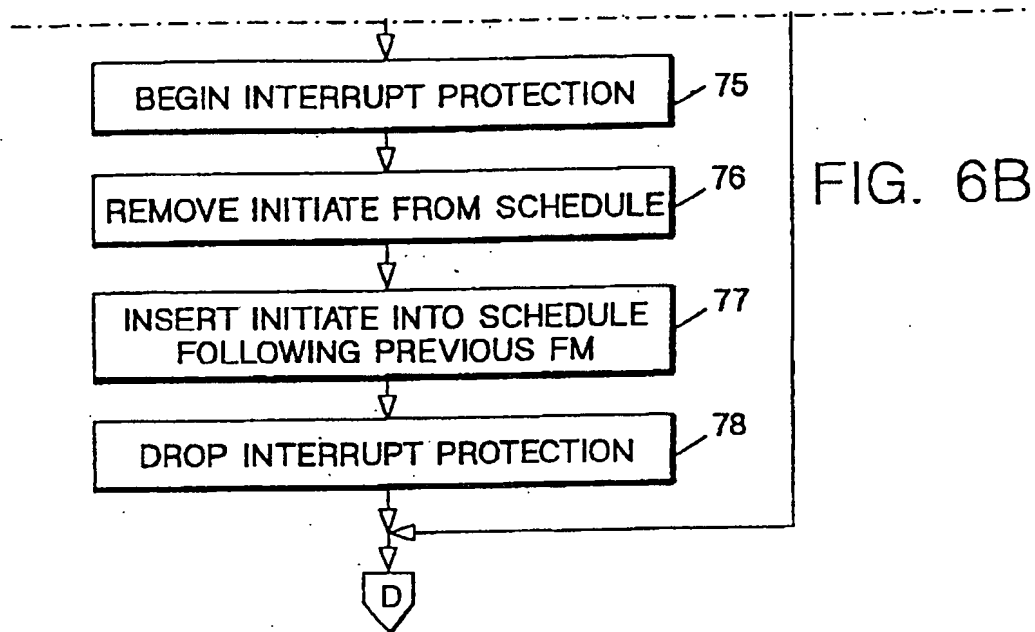 BEGIN INTERRUPT PROTECTION
75
REMOVE INITIATE FROM SCHEDULE
76
FIG. 6B
INSERT INITIATE INTO SCHEDULE
FOLLOWING PREVIOUS FM
77
DROP INTERRUPT PROTECTION
78
D